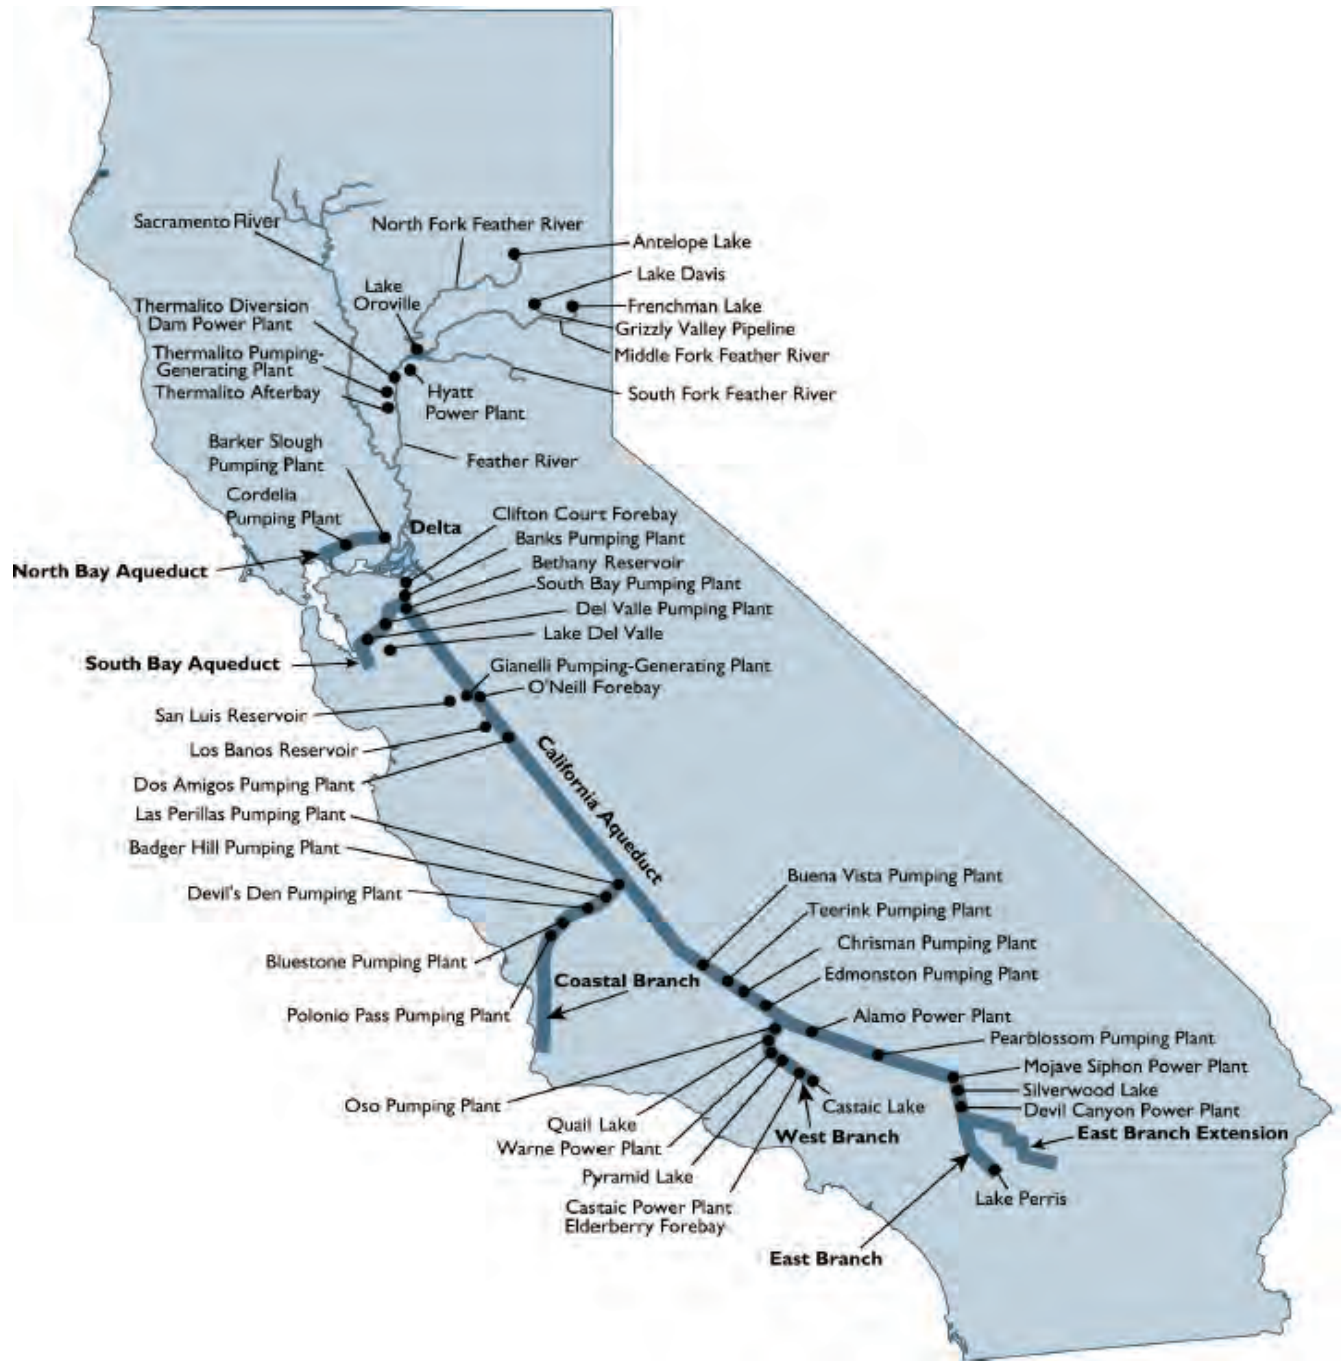 Sacramento River
North Fork Feather River
Antelope Lake
Lake Davis
Lake
Oroville
Frenchman Lake
Thermalito Diversion
Dam Power Plant
Grizzly Valley Pipeline
Middle Fork Feather River
Thermalito Pumping-
Generating Plant
Thermalito Afterbay
Hyatt
Power Plant
South Fork Feather River
Barker Slough
Pumping Plant
Feather River
Cordelia
Pumping Plant
Delta
Clifton Court Forebay
Banks Pumping Plant
Bethany Reservoir
North Bay Aqueduct
South Bay Pumping Plant
Del Valle Pumping Plant
Lake Del Valle
South Bay Aqueduct
Gianelli Pumping-Generating Plant
O'Neill Forebay
San Luis Reservoir
Los Banos Reservoir
Dos Amigos Pumping Plant
California Aqueduct
Las Perillas Pumping Plant
Badger Hill Pumping Plant
Devil's Den Pumping Plant
Buena Vista Pumping Plant
Teerink Pumping Plant
Chrisman Pumping Plant
Bluestone Pumping Plant
Edmonston Pumping Plant
Coastal Branch
Polonio Pass Pumping Plant
Alamo Power Plant
Pearblossom Pumping Plant
Mojave Siphon Power Plant
Silverwood Lake
Devil Canyon Power Plant
Oso Pumping Plant
Castaic Lake
Quail Lake
West Branch
East Branch Extension
Warne Power Plant
Pyramid Lake
Lake Perris
Castaic Power Plant
Elderberry Forebay
East Branch